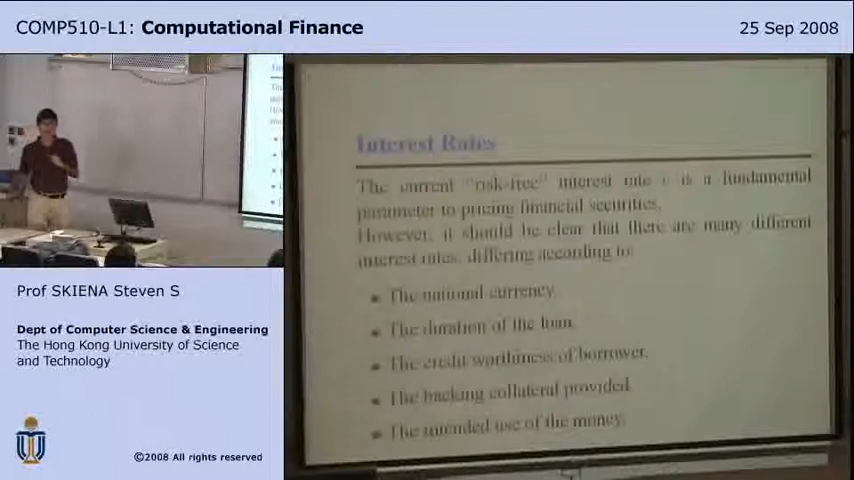 COMP510-L1: Computational Finance
25 Sep 2008
Interest Rates
The current "risk-free" interest rate r is a fundamental
parameter to pricing financial securities.
However, it should be clear that there are many different
interest rates, differing according to:
• The national currency.
• The duration of the loan.
• The credit worthiness of borrower.
• The backing collateral provided.
• The intended use of the money.
Prof SKIENA Steven S
Dept of Computer Science & Engineering
The Hong Kong University of Science
and Technology
©2008 All rights reserved